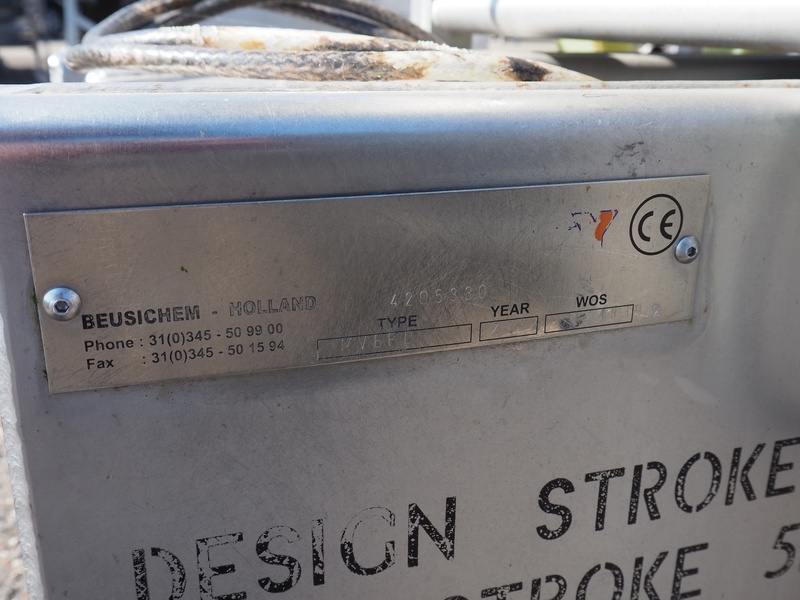 CE
BEUSICHEM - HOLLAND
4205330
Phone : 31(0)345 - 50 99 00
Fax : 31(0)345 - 50 15 94
TYPE
YEAR
WOS
DESIGN STROKE
STROKE 5